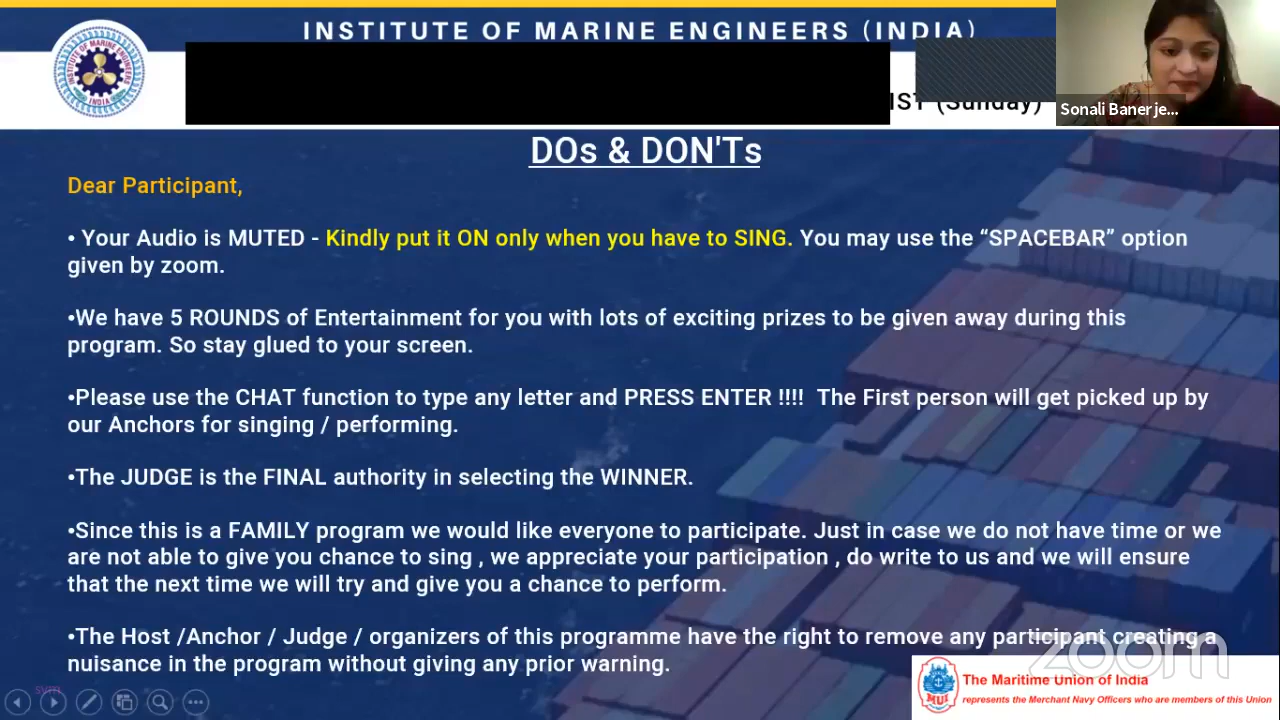 INSTITUTE OF MARINE ENGINEERS (INDIA)
INSTITUTE OF MARINE ENGINEERS
INDIA
IST (Sunday)
Sonali Banerje...
DOs & DON'Ts
Dear Participant,
• Your Audio is MUTED - Kindly put it ON only when you have to SING. You may use the “SPACEBAR” option
given by zoom.
•We have 5 ROUNDS of Entertainment for you with lots of exciting prizes to be given away during this
program. So stay glued to your screen.
•Please use the CHAT function to type any letter and PRESS ENTER !!!! The First person will get picked up by
our Anchors for singing / performing.
•The JUDGE is the FINAL authority in selecting the WINNER.
•Since this is a FAMILY program we would like everyone to participate. Just in case we do not have time or we
are not able to give you chance to sing , we appreciate your participation , do write to us and we will ensure
that the next time we will try and give you a chance to perform.
•The Host /Anchor / Judge / organizers of this programme have the right to remove any participant creating a
nuisance in the program without giving any prior warning.
zoom
MUI
The Maritime Union of India
represents the Merchant Navy Officers who are members of this Union